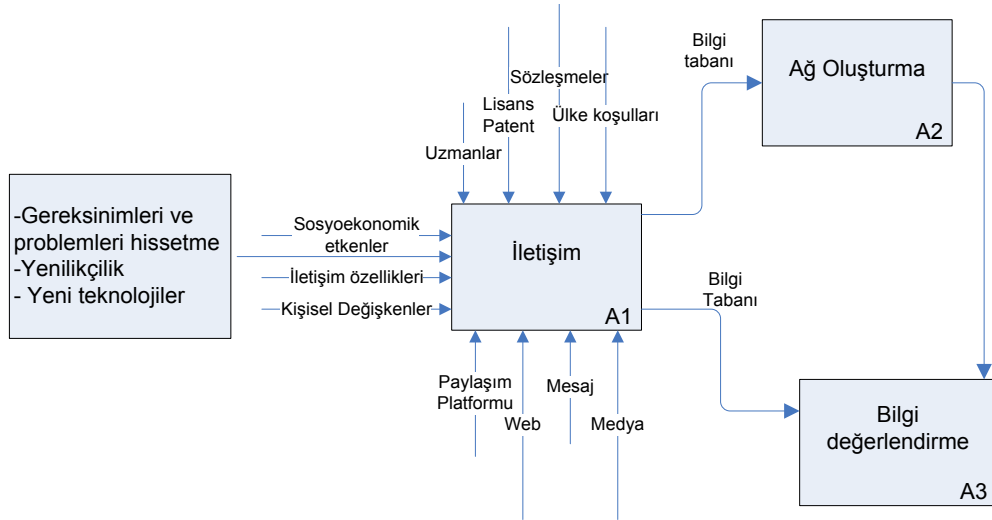 -Gereksinimleri ve
problemleri hissetme
-Yenilikçilik
- Yeni teknolojiler
Uzmanlar
Lisans
Patent
Sözleşmeler
Ülke koşulları
Sosyoekonomik
etkenler
İletişim özellikleri
Kişisel Değişkenler
İletişim
A1
Paylaşım
Platformu
Web
Mesaj
Medya
Bilgi
tabanı
Ağ Oluşturma
A2
Bilgi
Tabanı
Bilgi
değerlendirme
A3